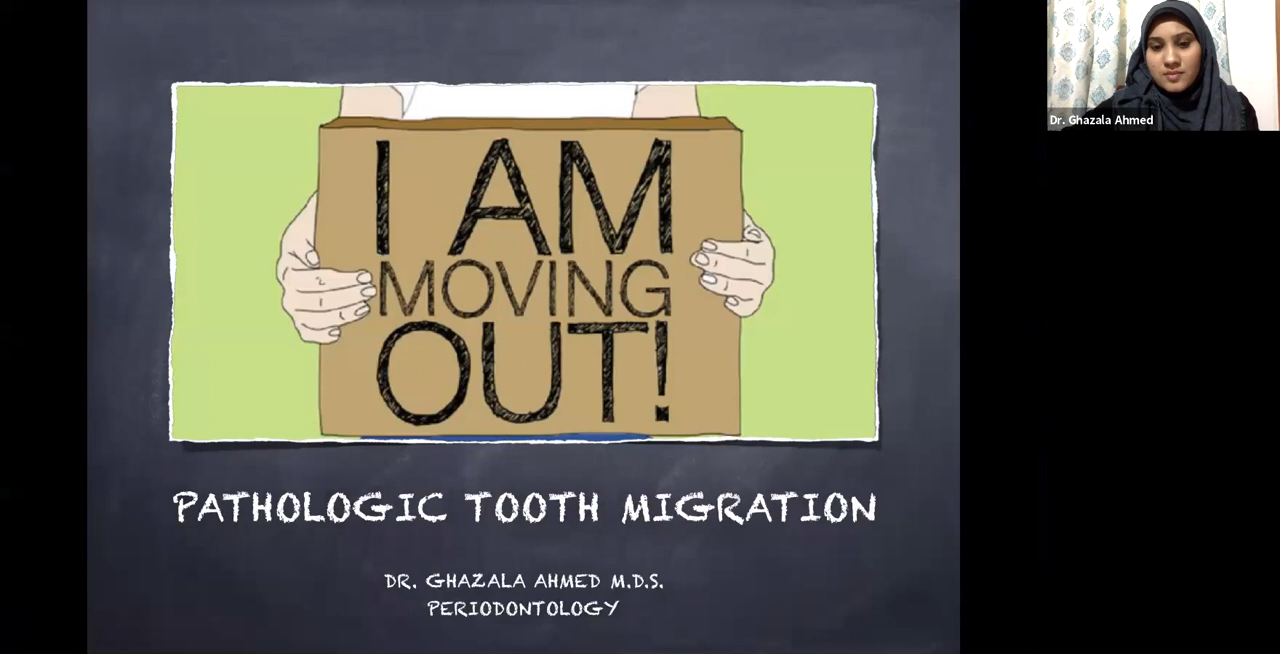 I AM
MOVING
OUT!
PATHOLOGIC TOOTH MIGRATION
DR. GHAZALA AHMED M.D.S.
PERIODONTOLOGY
Dr. Ghazala Ahmed